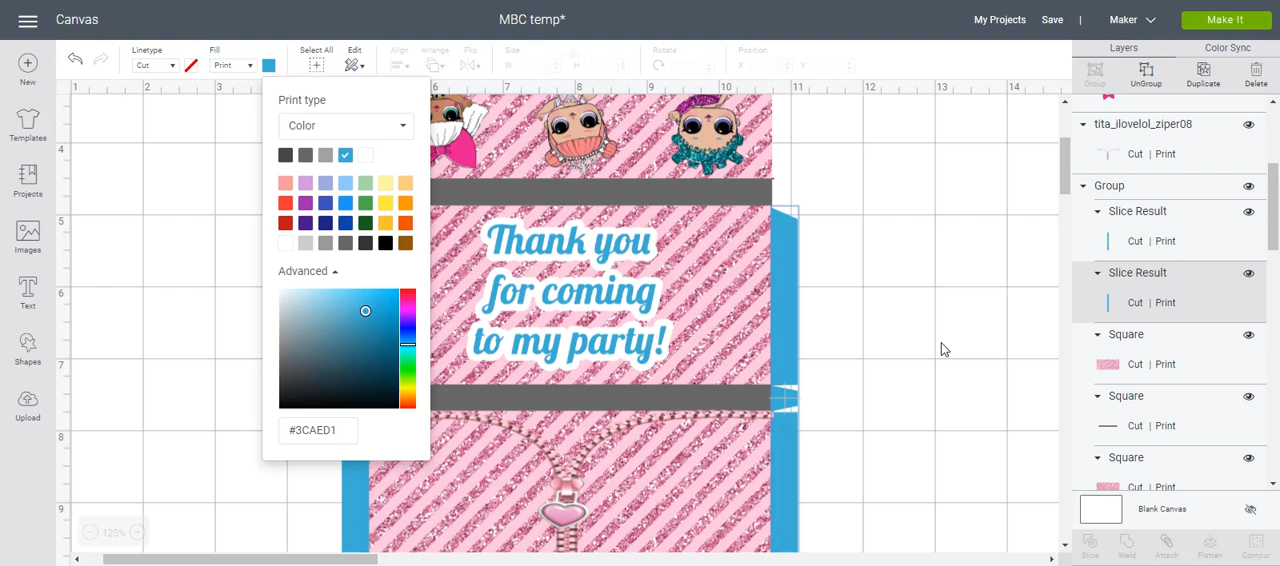 Canvas
MBC temp*
My Projects
Save
|
Maker
Make It
New
Templates
Projects
Images
Text
Shapes
Upload
Linetype
Cut
Fill
Print
Select All
Edit
Align
Arrange
Flip
Size
W
H
Rotate
Position
X
Y
1 2 3 6 7 8 9 10 11 12 13 14
4
5
6
7
8
9
Print type
Color
Advanced
#3CAED1
Thank you
for coming
to my party!
125%
Layers
Color Sync
Group
UnGroup
Duplicate
Delete
tita_ilovelol_ziper08
Cut | Print
Group
Slice Result
Cut | Print
Slice Result
Cut | Print
Square
Cut | Print
Square
Cut | Print
Square
Cut | Print
Blank Canvas
Slice
Weld
Attach
Flatten
Contour